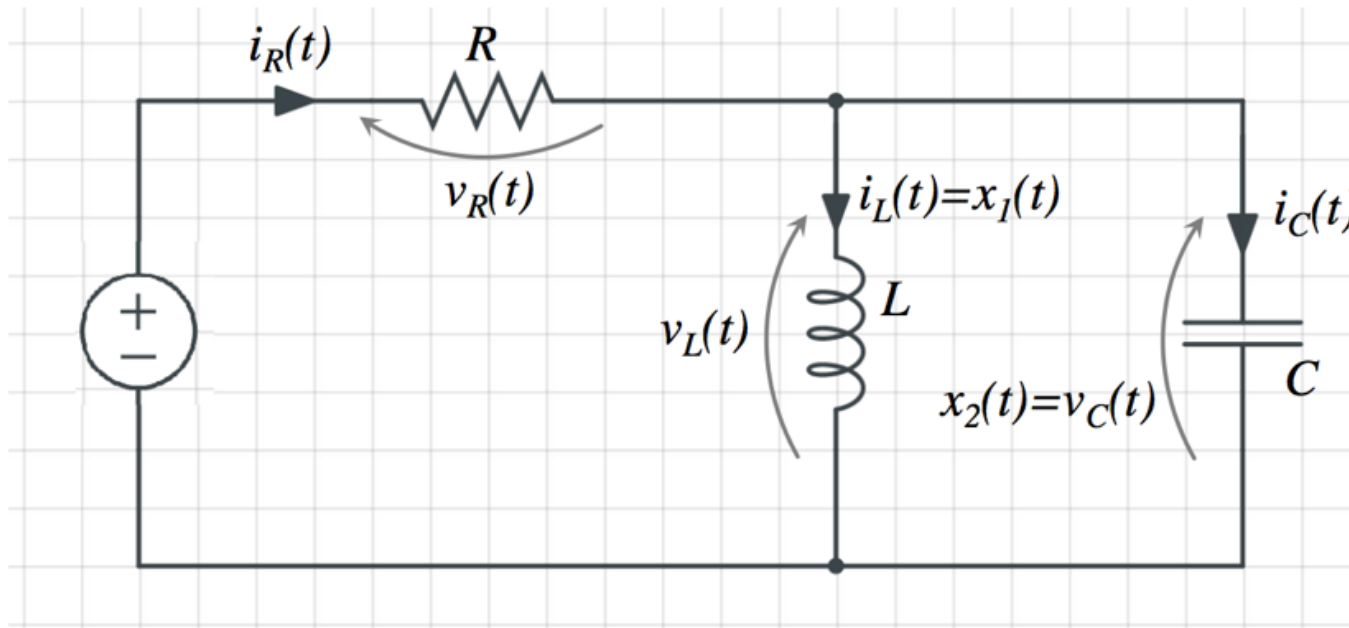 i_R(t)
R
v_R(t)
i_L(t)=x_1(t)
i_C(t)
+
−
v_L(t)
L
x_2(t)=v_C(t)
C